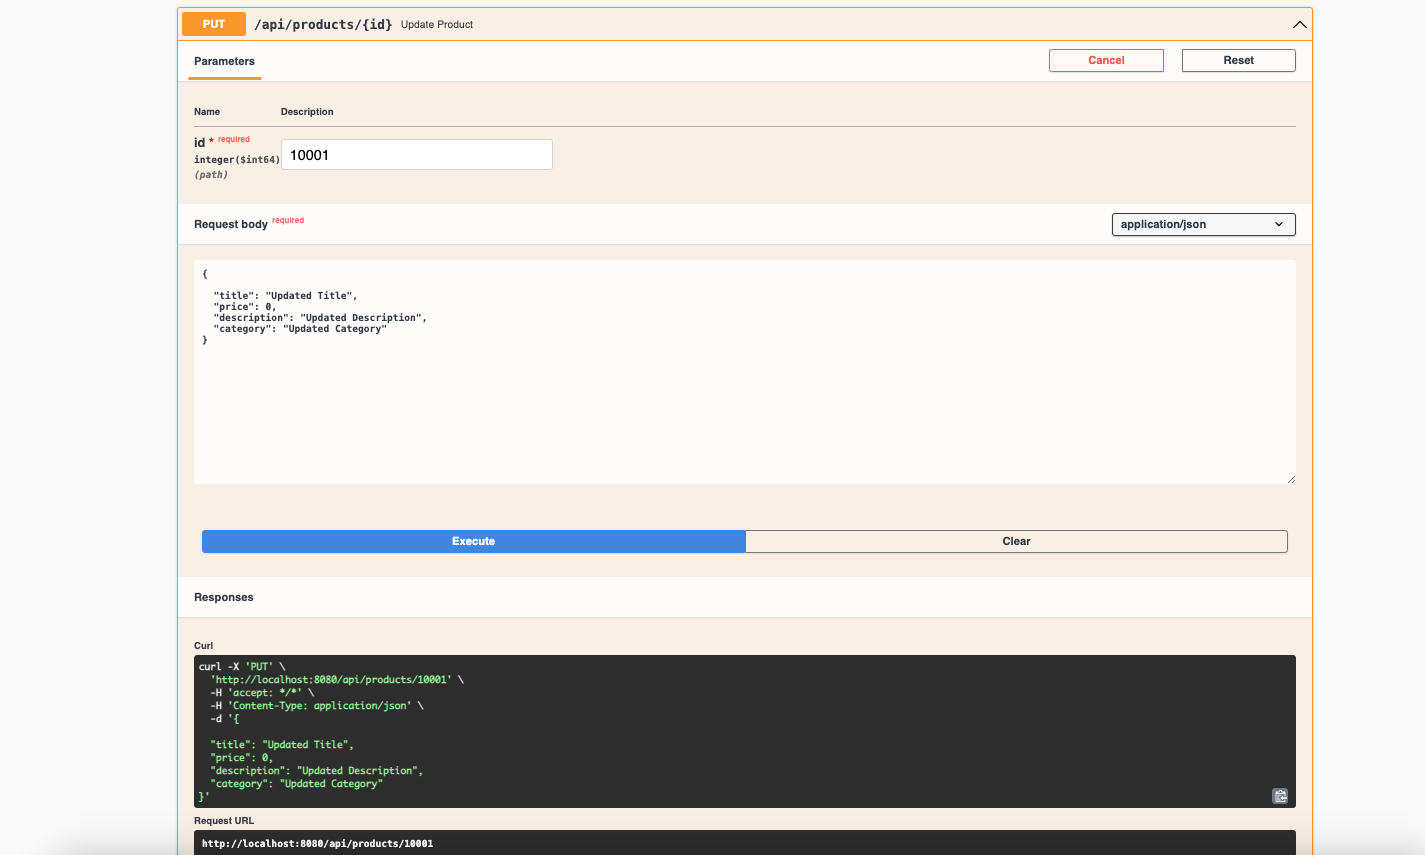 PUT /api/products/{id} Update Product
Parameters Cancel Reset
Name Description
id * required
integer($int64)
(path)
10001
Request body required application/json
{
"title": "Updated Title",
"price": 0,
"description": "Updated Description",
"category": "Updated Category"
}
Execute Clear
Responses
Curl
curl -X 'PUT' \
'http://localhost:8080/api/products/10001' \
-H 'accept: */*' \
-H 'Content-Type: application/json' \
-d '{
"title": "Updated Title",
"price": 0,
"description": "Updated Description",
"category": "Updated Category"
}'
Request URL
http://localhost:8080/api/products/10001